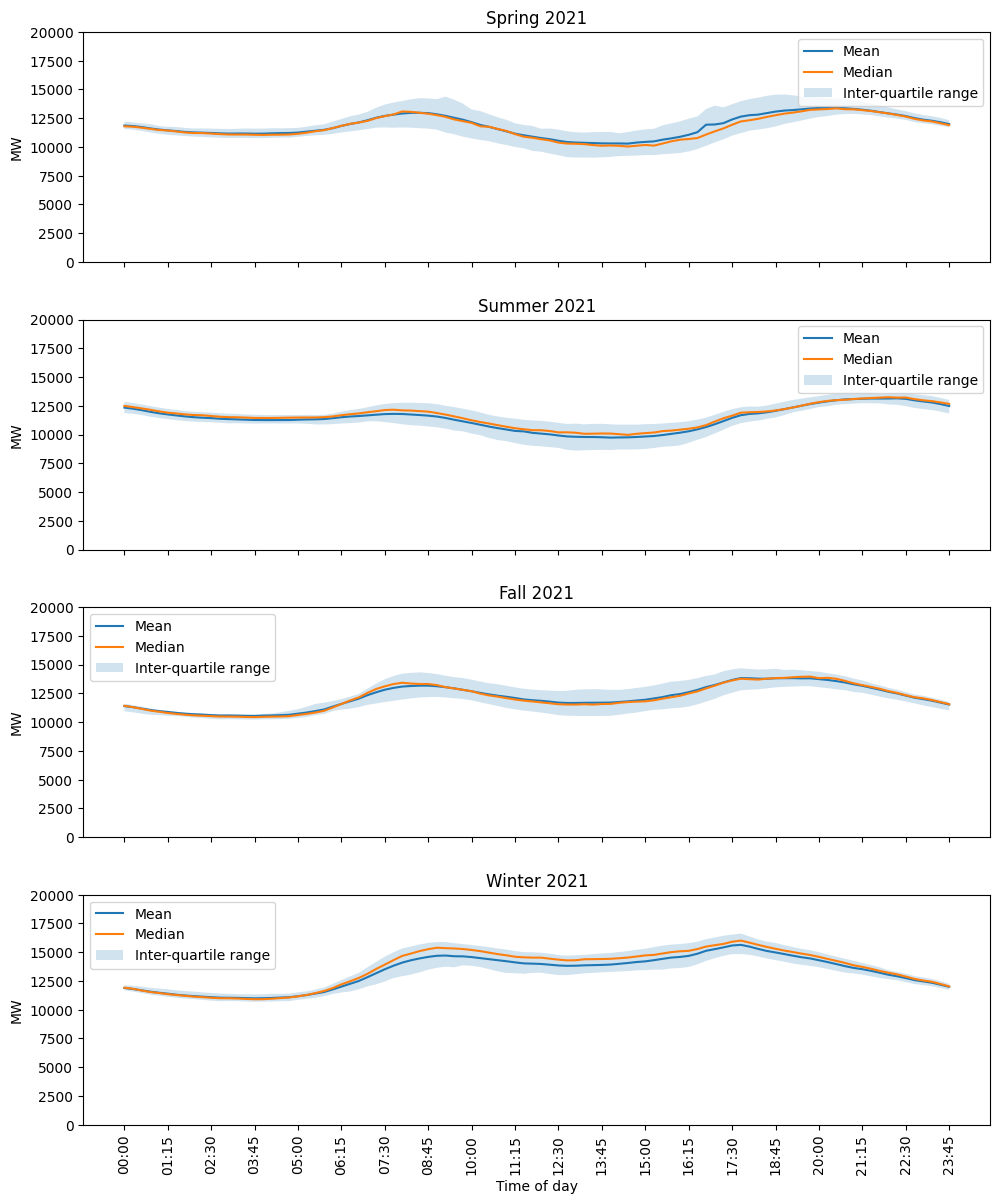 Spring 2021
20000
17500
15000
12500
10000
7500
5000
2500
0
MW
Mean
Median
Inter-quartile range
Summer 2021
20000
17500
15000
12500
10000
7500
5000
2500
0
MW
Mean
Median
Inter-quartile range
Fall 2021
20000
17500
15000
12500
10000
7500
5000
2500
0
MW
Mean
Median
Inter-quartile range
Winter 2021
20000
17500
15000
12500
10000
7500
5000
2500
0
MW
Mean
Median
Inter-quartile range
00:00
01:15
02:30
03:45
05:00
06:15
07:30
08:45
10:00
11:15
12:30
13:45
15:00
16:15
17:30
18:45
20:00
21:15
22:30
23:45
Time of day